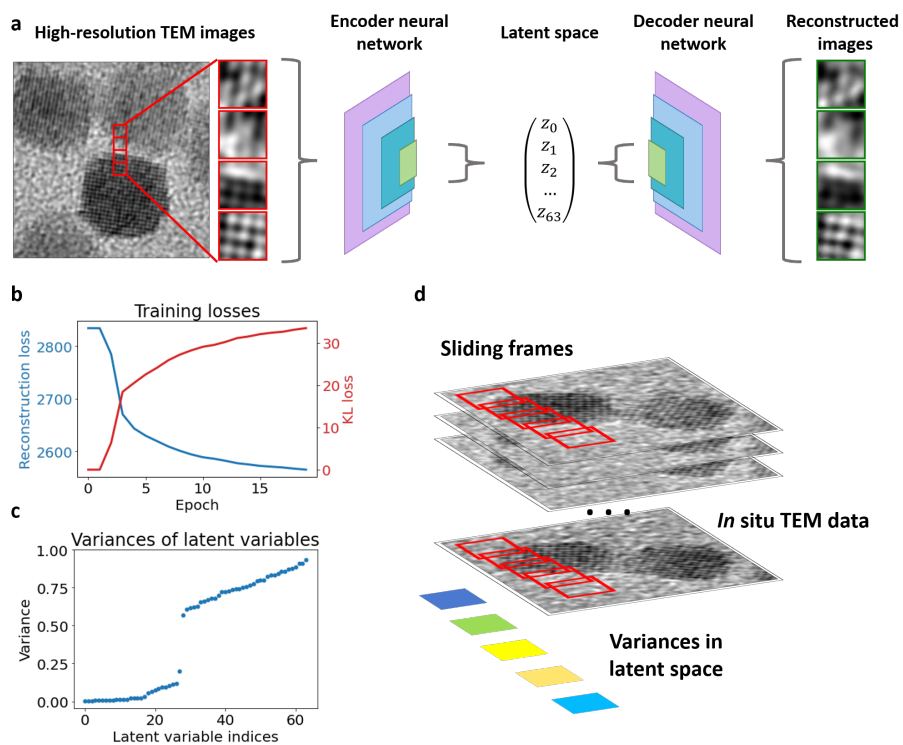 a
High-resolution TEM images
Encoder neural
network
Latent space
Decoder neural
network
Reconstructed
images
z0
z1
z2
...
z63
b
Training losses
Reconstruction loss
2800
2700
2600
30
20
10
0
KL loss
0
5
10
15
Epoch
c
Variances of latent variables
Variance
1.00
0.75
0.50
0.25
0.00
0
20
40
60
Latent variable indices
d
Sliding frames
...
In situ TEM data
Variances in
latent space